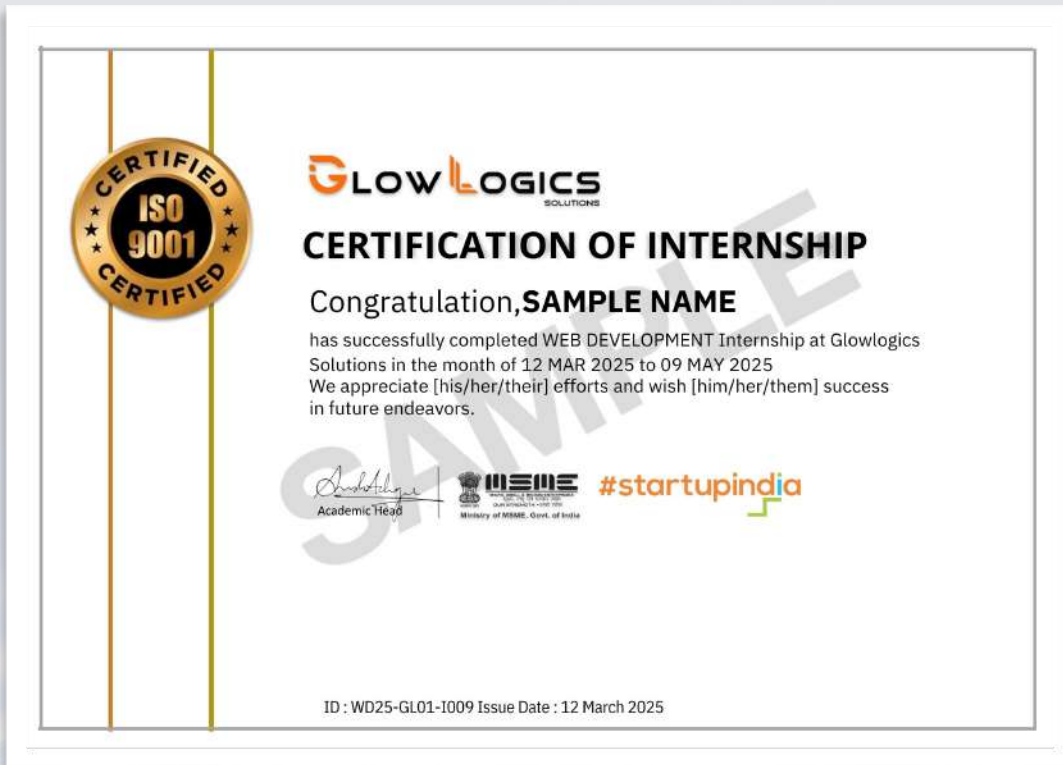 CERTIFIED
ISO
9001
CERTIFIED
GLOW LOGICS
SOLUTIONS
CERTIFICATION OF INTERNSHIP
Congratulation,SAMPLE NAME
has successfully completed WEB DEVELOPMENT Internship at Glowlogics
Solutions in the month of 12 MAR 2025 to 09 MAY 2025
We appreciate [his/her/their] efforts and wish [him/her/them] success
in future endeavors.
SAMPLE
Academic Head
MSME
Ministry of MSME. Govt. of India
#startupindia
ID : WD25-GL01-I009 Issue Date : 12 March 2025